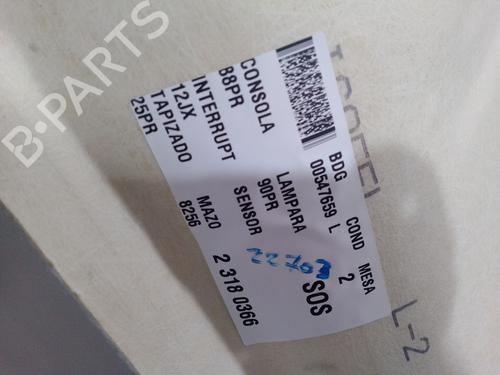 B-PARTS
BDG COND MESA
00547659 L 2
CONSOLA LAMPARA SOS
88PR 90PR
INTERRUPT SENSOR
12JX
TAPIZADO MAZO 2 318 0366
25PR 8256
22703
L-2